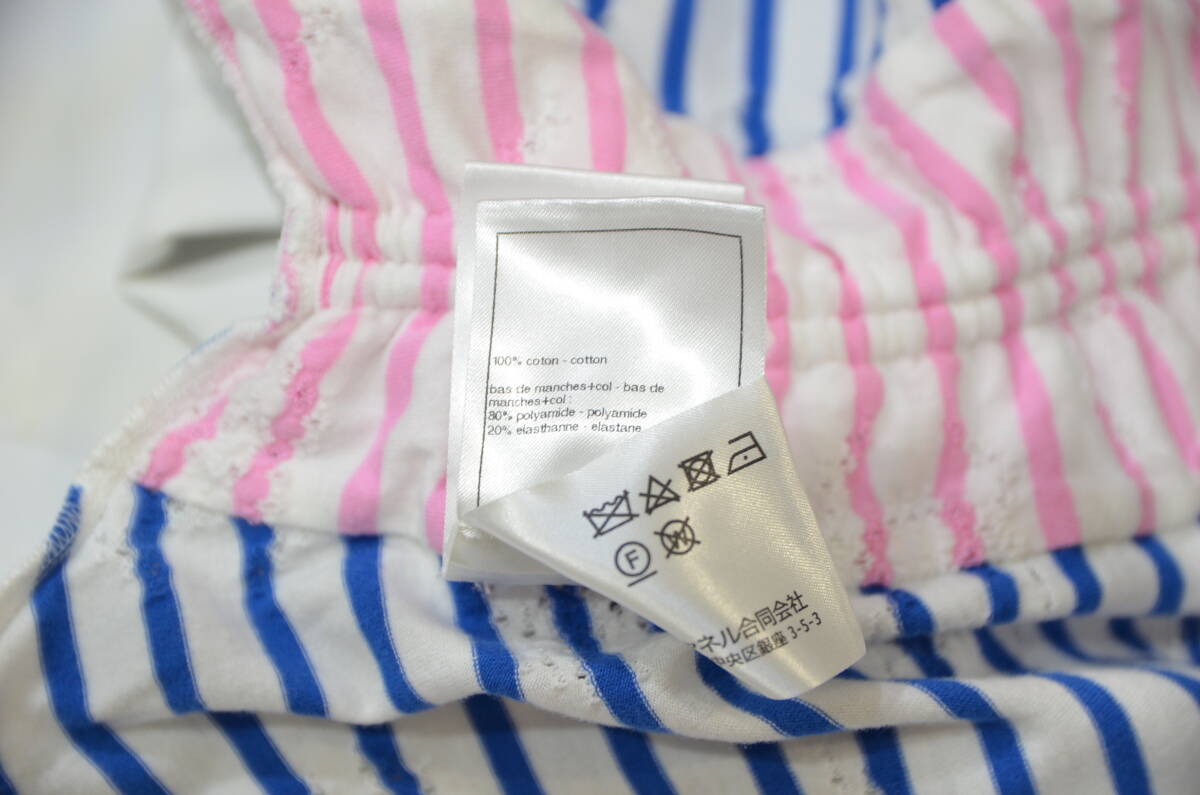 100% coton - cotton
bas de manches+col - bas de
manches+col :
80% polyamide - polyamide
20% elasthanne - elastane
F
W
ネル合同会社
中央区銀座 3-5-3